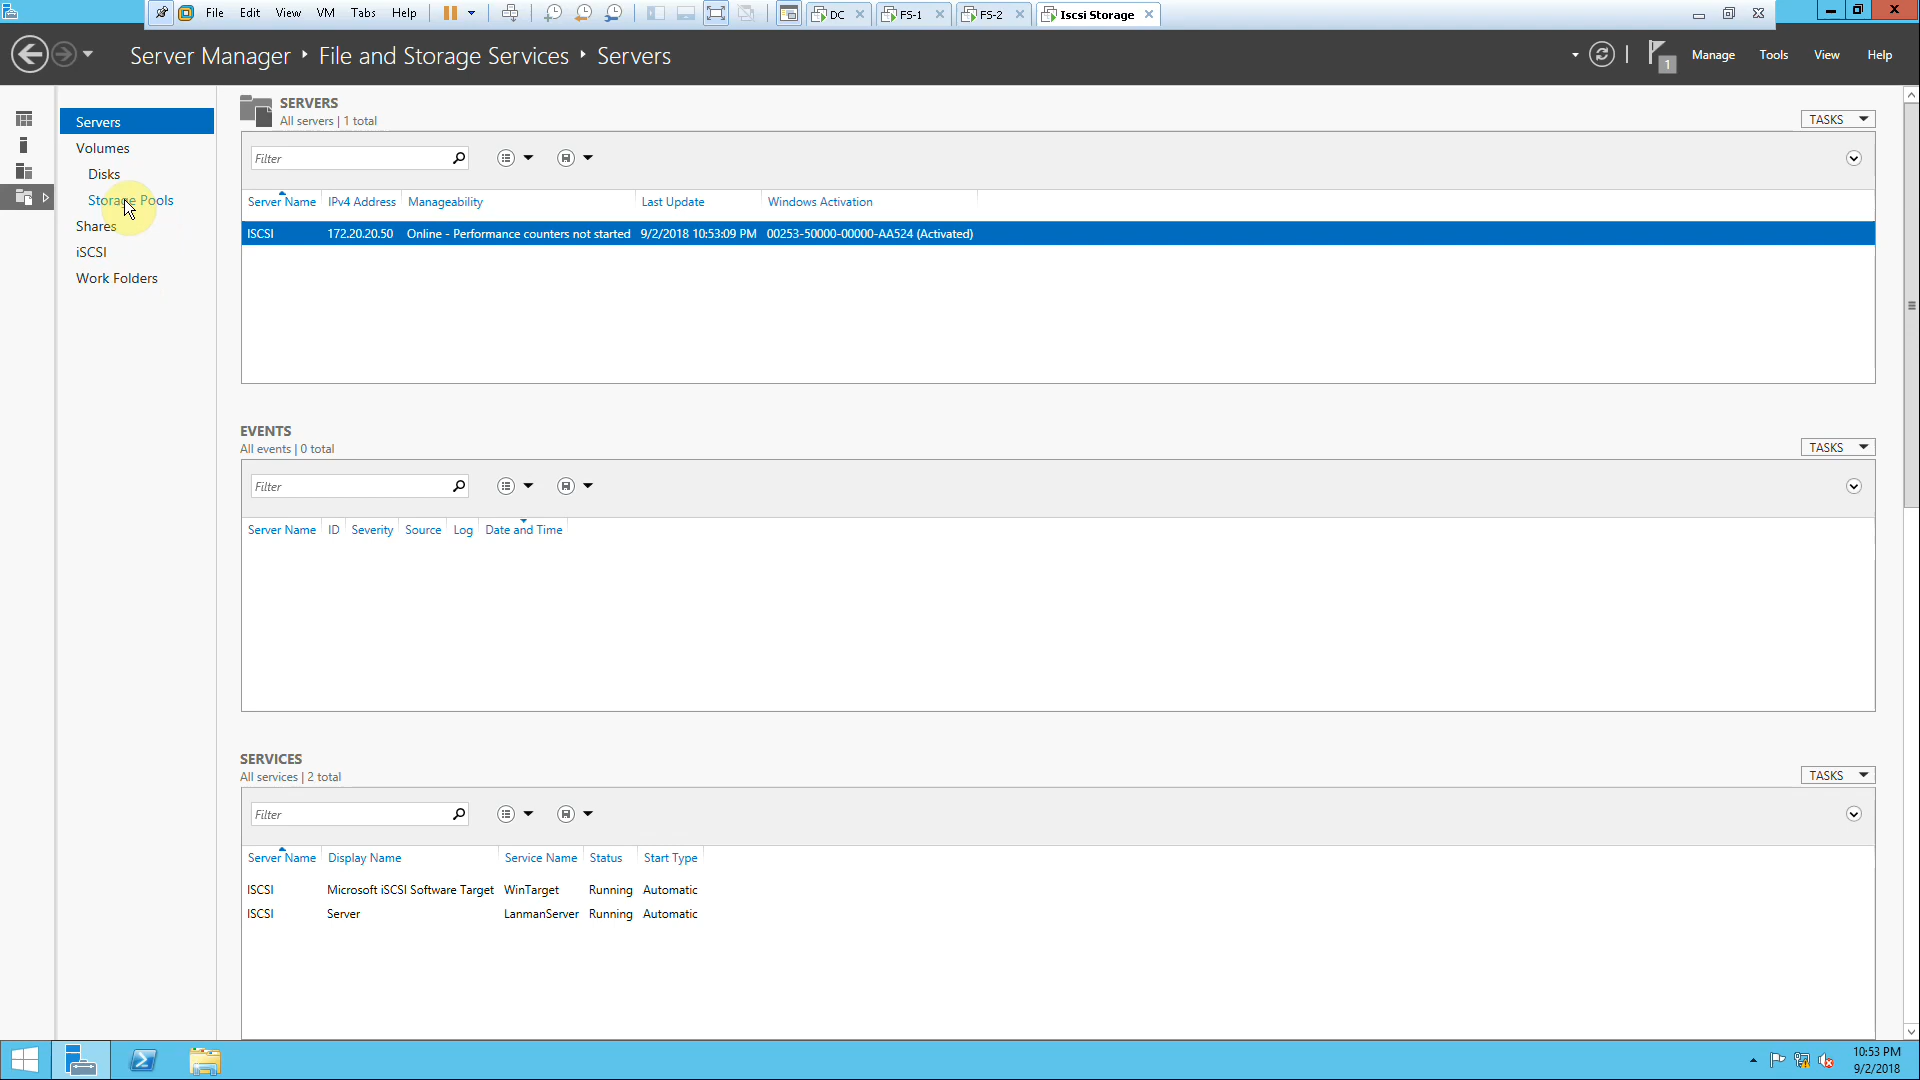 File Edit View VM Tabs Help DC FS-1 FS-2 Iscsi Storage
Server Manager File and Storage Services Servers
1 Manage Tools View Help
Servers
Volumes
Disks
Storage Pools
Shares
iSCSI
Work Folders
SERVERS
All servers | 1 total
TASKS
Filter
Server Name IPv4 Address Manageability Last Update Windows Activation
ISCSI 172.20.20.50 Online - Performance counters not started 9/2/2018 10:53:09 PM 00253-50000-00000-AA524 (Activated)
EVENTS
All events | 0 total
TASKS
Filter
Server Name ID Severity Source Log Date and Time
SERVICES
All services | 2 total
TASKS
Filter
Server Name Display Name Service Name Status Start Type
ISCSI Microsoft iSCSI Software Target WinTarget Running Automatic
ISCSI Server LanmanServer Running Automatic
10:53 PM
9/2/2018